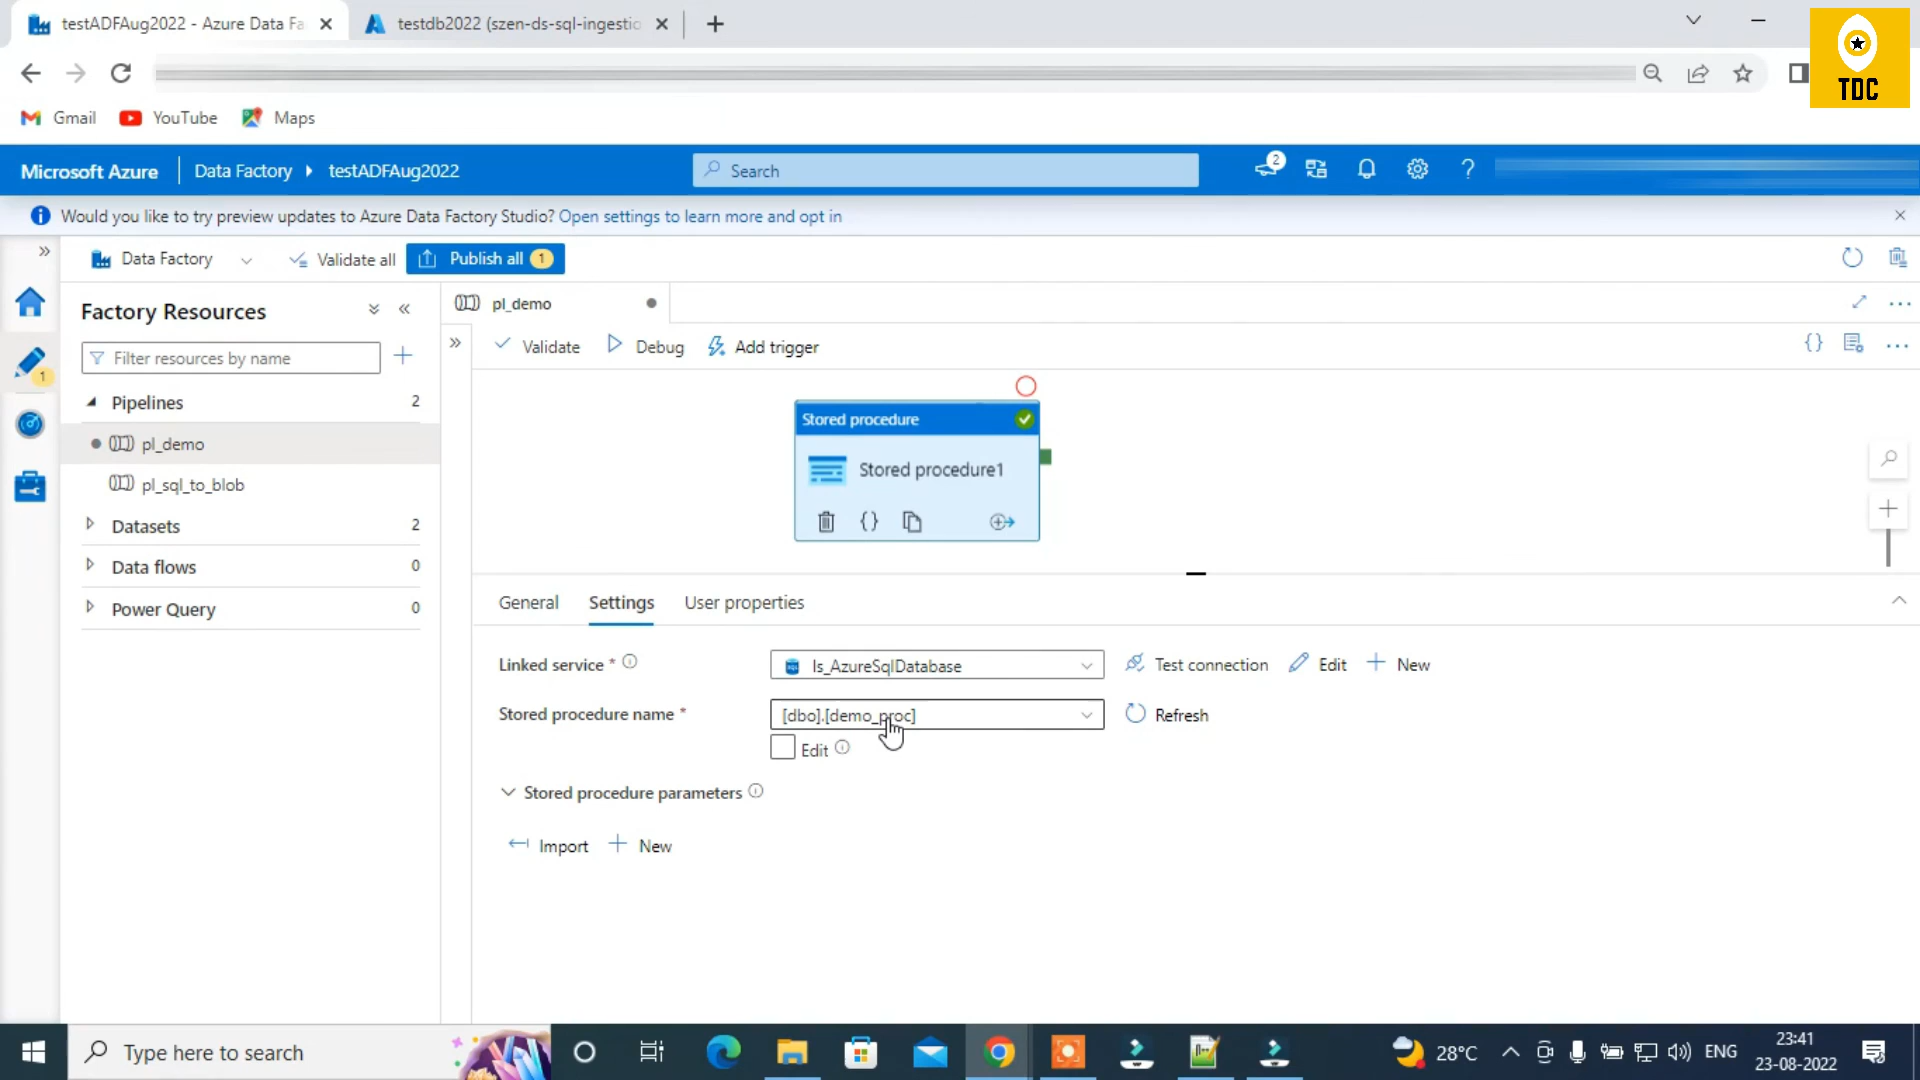 testADFAug2022 - Azure Data Fa
testdb2022 (szen-ds-sql-ingestio
TDC
Gmail
YouTube
Maps
Microsoft Azure
Data Factory
testADFAug2022
Search
2
Would you like to try preview updates to Azure Data Factory Studio? Open settings to learn more and opt in
Data Factory
Validate all
Publish all 1
Factory Resources
pl_demo
Filter resources by name
Validate
Debug
Add trigger
1
Pipelines 2
pl_demo
pl_sql_to_blob
Datasets 2
Data flows 0
Power Query 0
Stored procedure
Stored procedure1
General
Settings
User properties
Linked service *
ls_AzureSqlDatabase
Test connection
Edit
New
Stored procedure name *
[dbo].[demo_proc]
Refresh
Edit
Stored procedure parameters
Import
New
Type here to search
28°C
ENG
23:41
23-08-2022